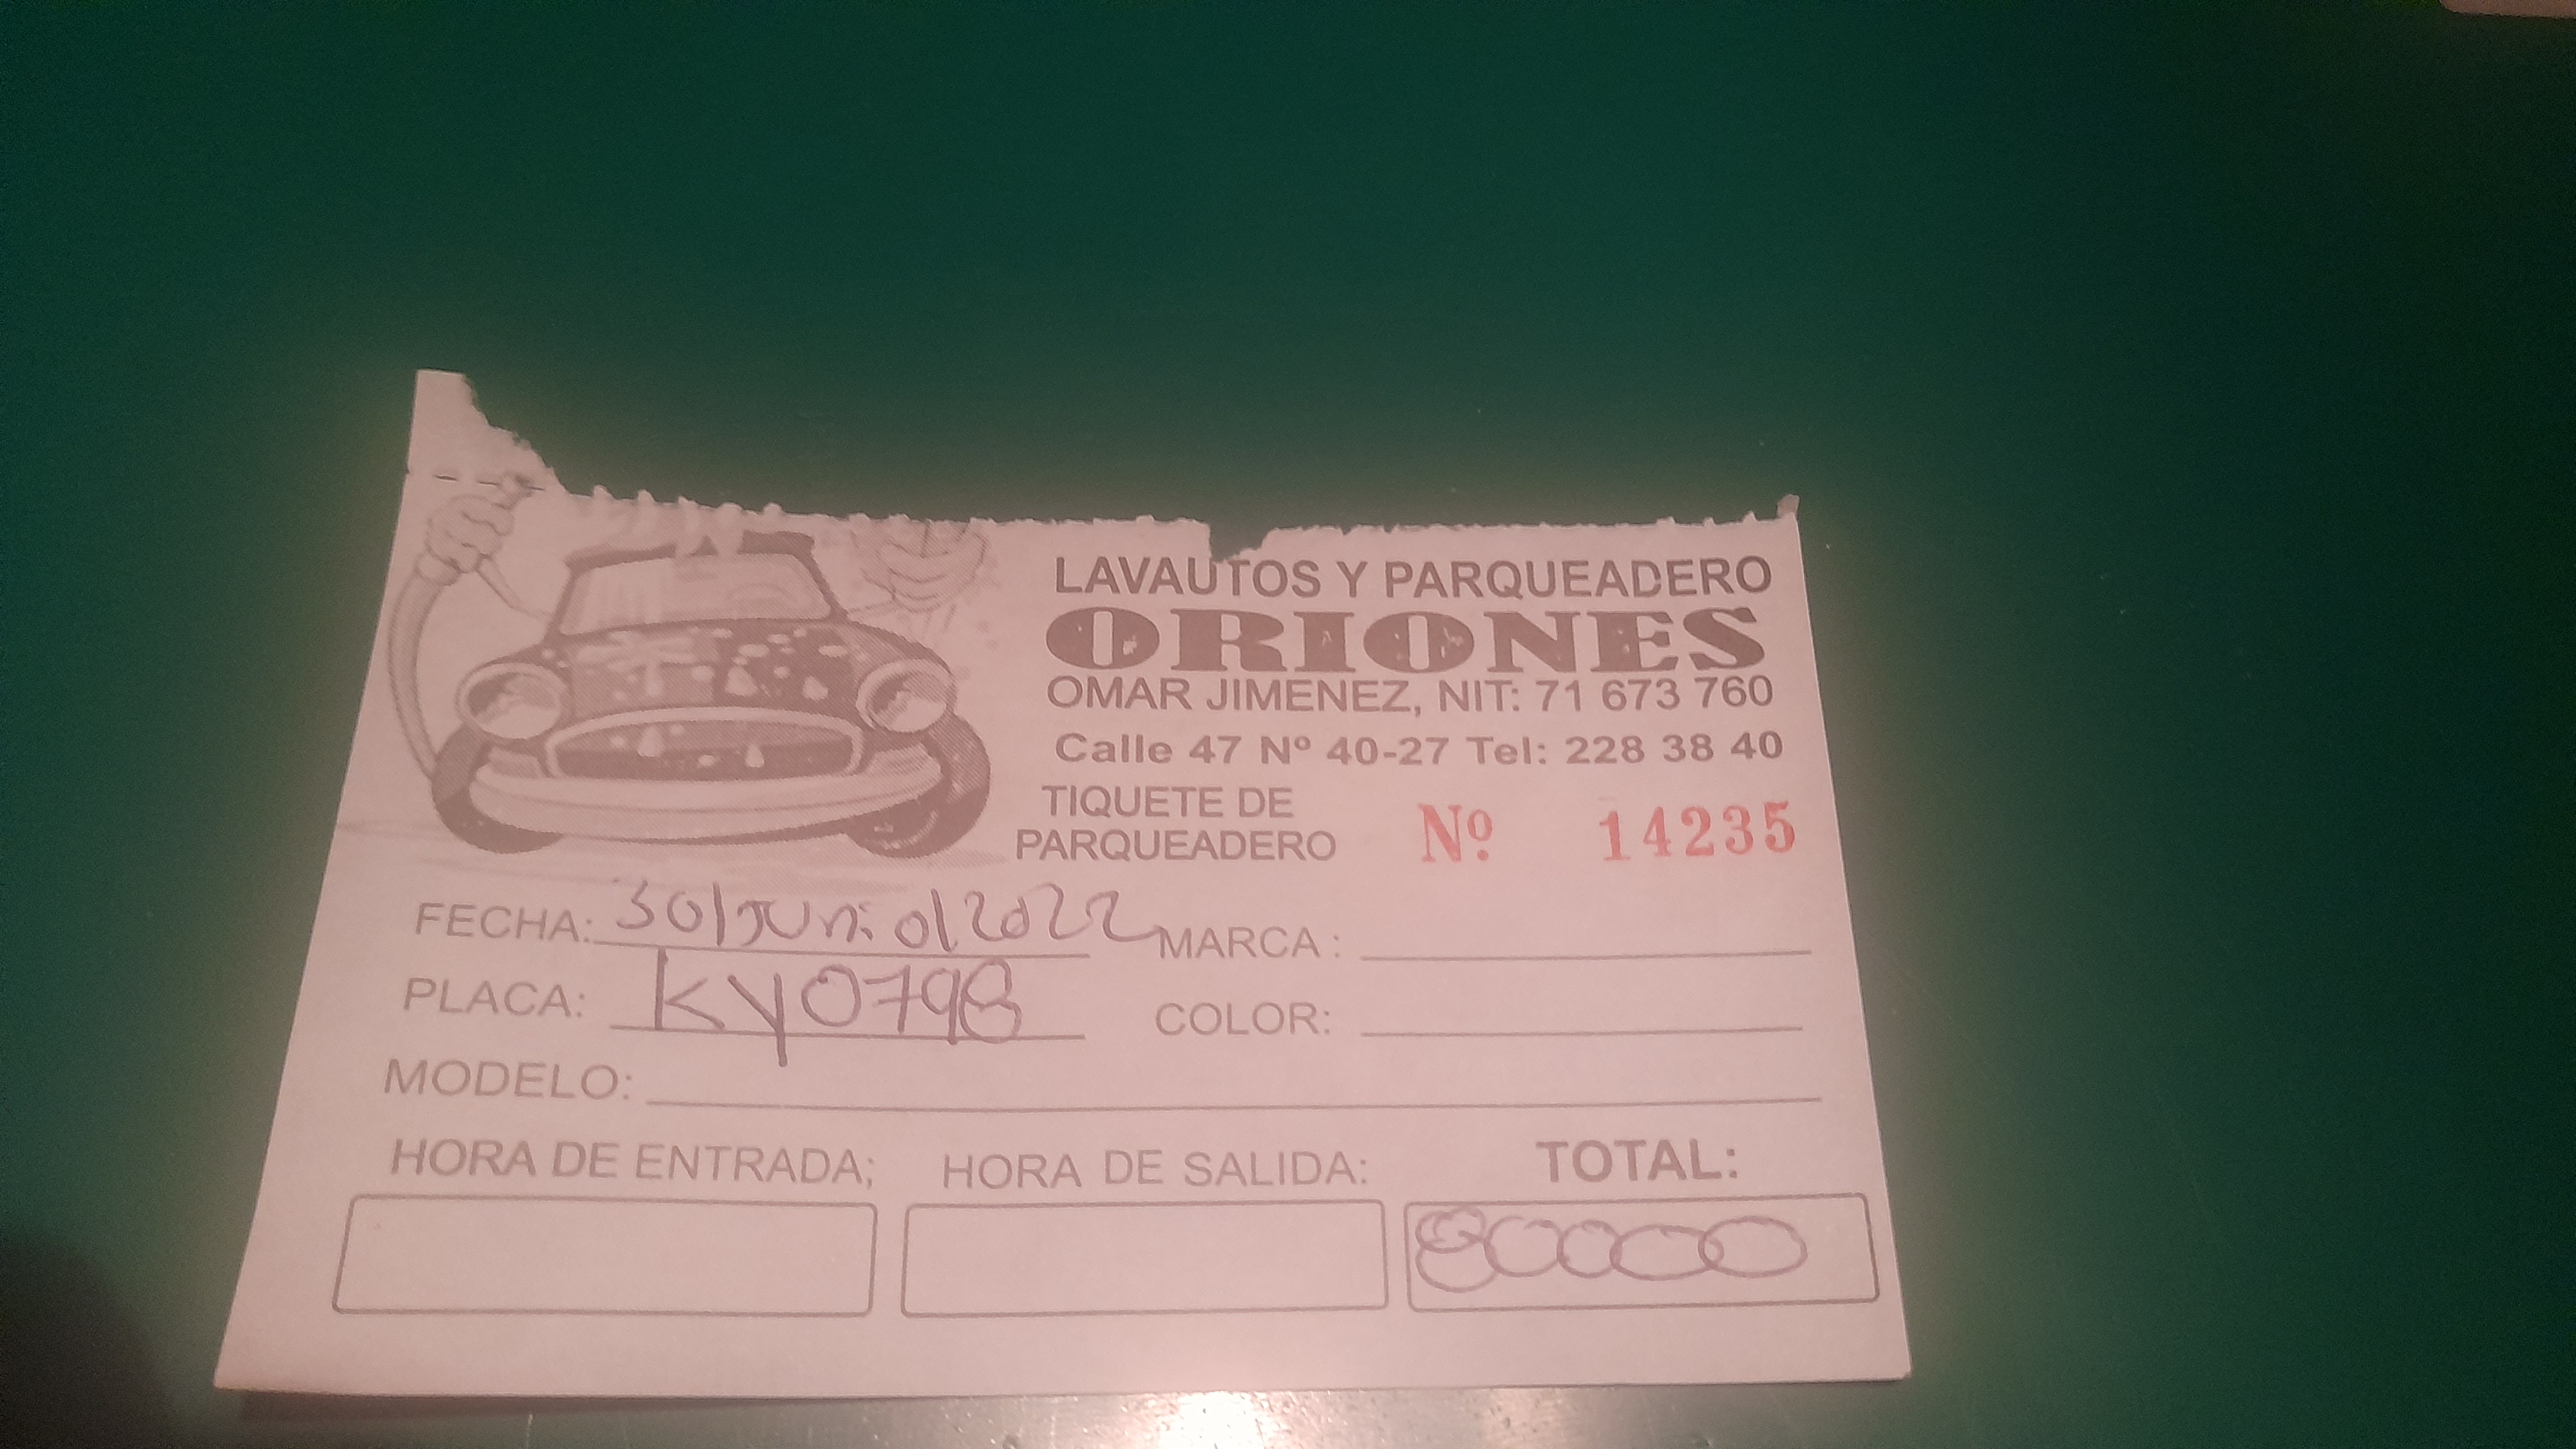 LAVAUTOS Y PARQUEADERO
ORIONES
OMAR JIMENEZ, NIT: 71 673 760
Calle 47 Nº 40-27 Tel: 228 38 40
TIQUETE DE
PARQUEADERO Nº 14235
FECHA: 30/Junio/2022 MARCA:
PLACA: KYO798 COLOR:
MODELO:
HORA DE ENTRADA; HORA DE SALIDA: TOTAL:
80000